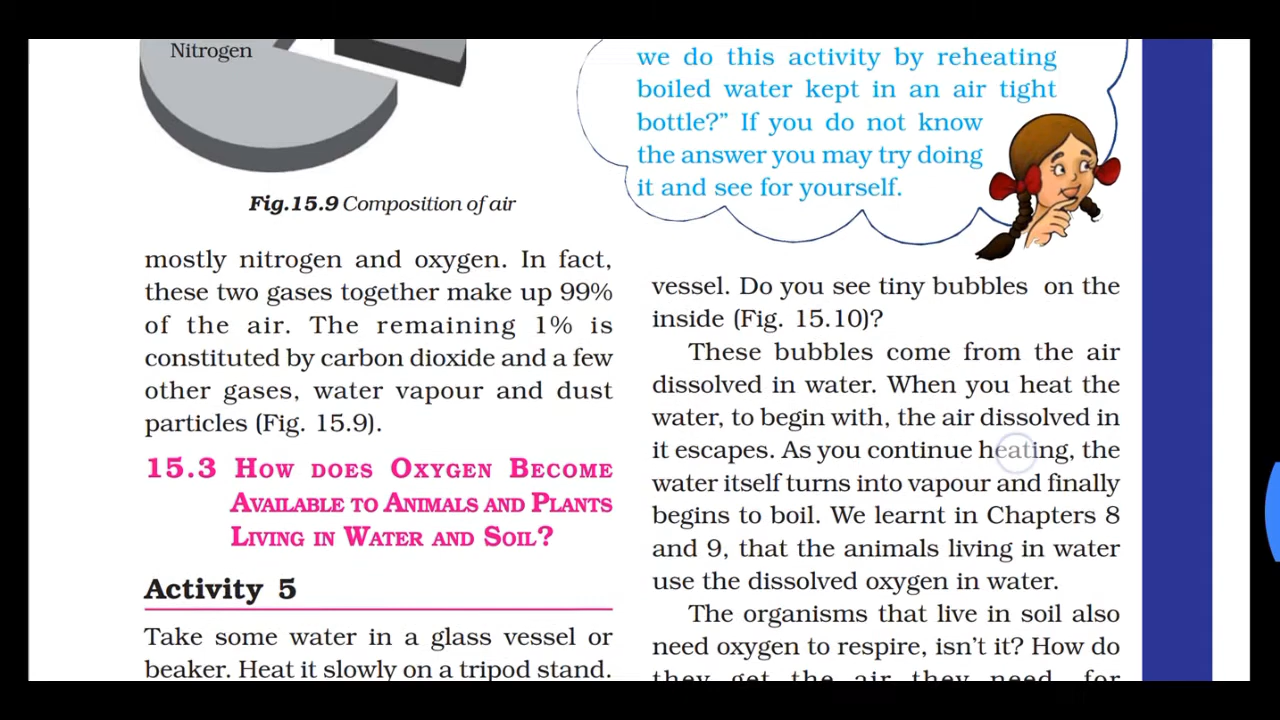 Nitrogen
Fig.15.9 Composition of air
mostly nitrogen and oxygen. In fact,
these two gases together make up 99%
of the air. The remaining 1% is
constituted by carbon dioxide and a few
other gases, water vapour and dust
particles (Fig. 15.9).
15.3 HOW DOES OXYGEN BECOME
AVAILABLE TO ANIMALS AND PLANTS
LIVING IN WATER AND SOIL?
Activity 5
Take some water in a glass vessel or
beaker. Heat it slowly on a tripod stand.
we do this activity by reheating
boiled water kept in an air tight
bottle?” If you do not know
the answer you may try doing
it and see for yourself.
vessel. Do you see tiny bubbles on the
inside (Fig. 15.10)?
These bubbles come from the air
dissolved in water. When you heat the
water, to begin with, the air dissolved in
it escapes. As you continue heating, the
water itself turns into vapour and finally
begins to boil. We learnt in Chapters 8
and 9, that the animals living in water
use the dissolved oxygen in water.
The organisms that live in soil also
need oxygen to respire, isn’t it? How do
they get the air they need, for